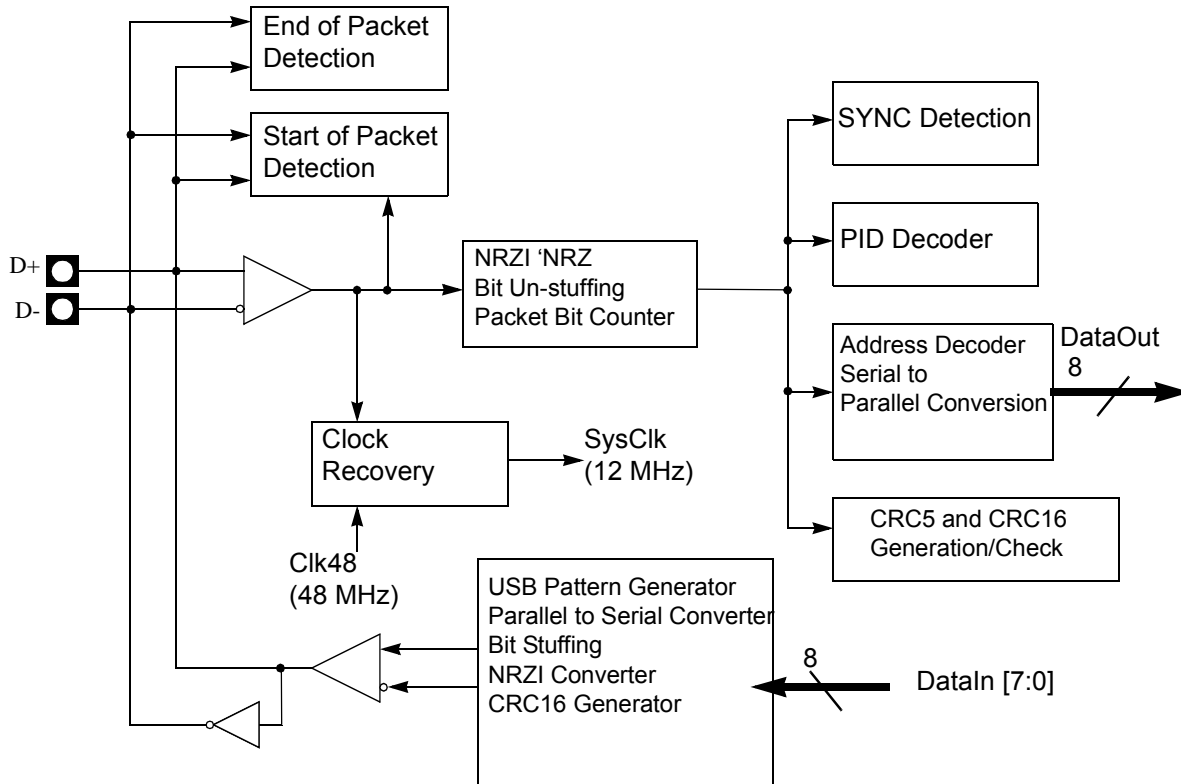 End of Packet
Detection
Start of Packet
Detection
SYNC Detection
PID Decoder
D+
D-
NRZI ‘NRZ
Bit Un-stuffing
Packet Bit Counter
Address Decoder
Serial to
Parallel Conversion
DataOut
8
Clock
Recovery
SysClk
(12 MHz)
CRC5 and CRC16
Generation/Check
Clk48
(48 MHz)
USB Pattern Generator
Parallel to Serial Converter
Bit Stuffing
NRZI Converter
CRC16 Generator
8
DataIn [7:0]